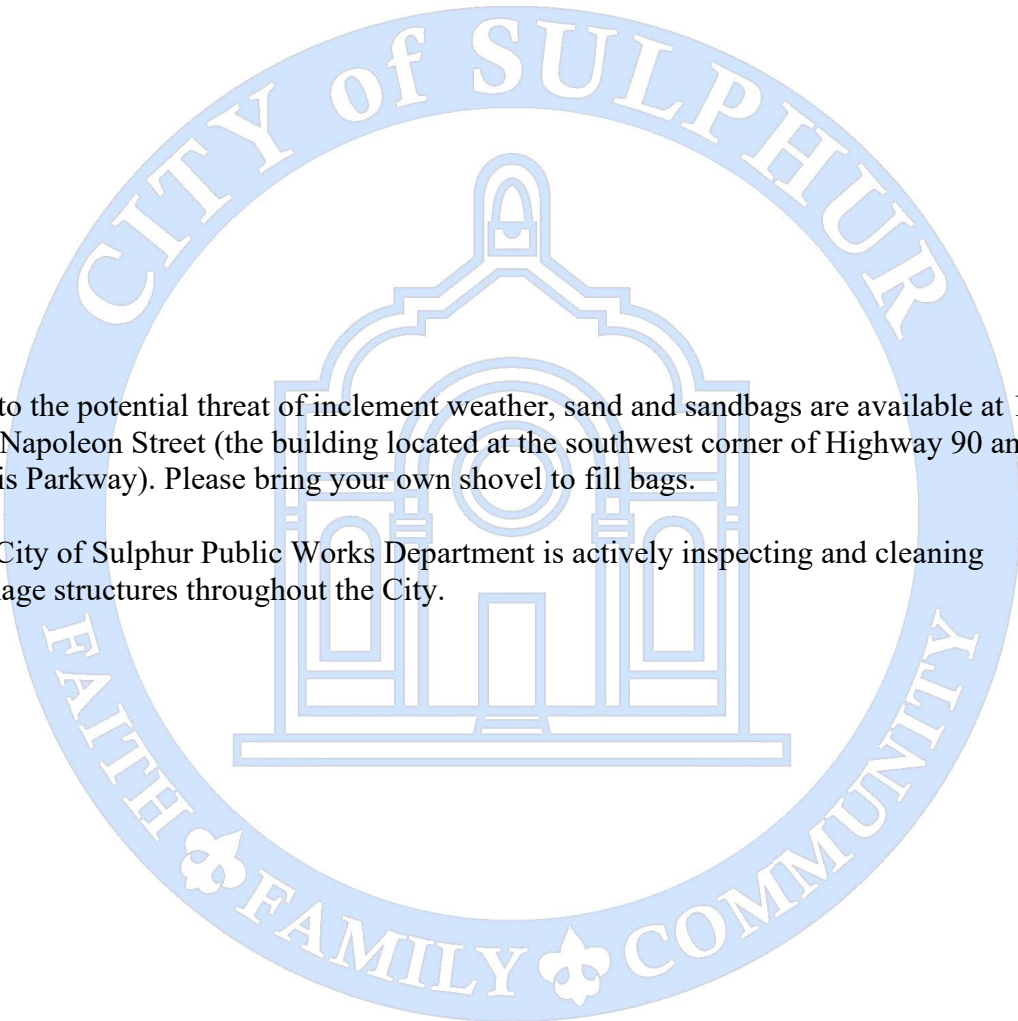 CITY of SULPHUR
to the potential threat of inclement weather, sand and sandbags are available at 1
Napoleon Street (the building located at the southwest corner of Highway 90 an
is Parkway). Please bring your own shovel to fill bags.
City of Sulphur Public Works Department is actively inspecting and cleaning
age structures throughout the City.
FAITH FAMILY COMMUNITY